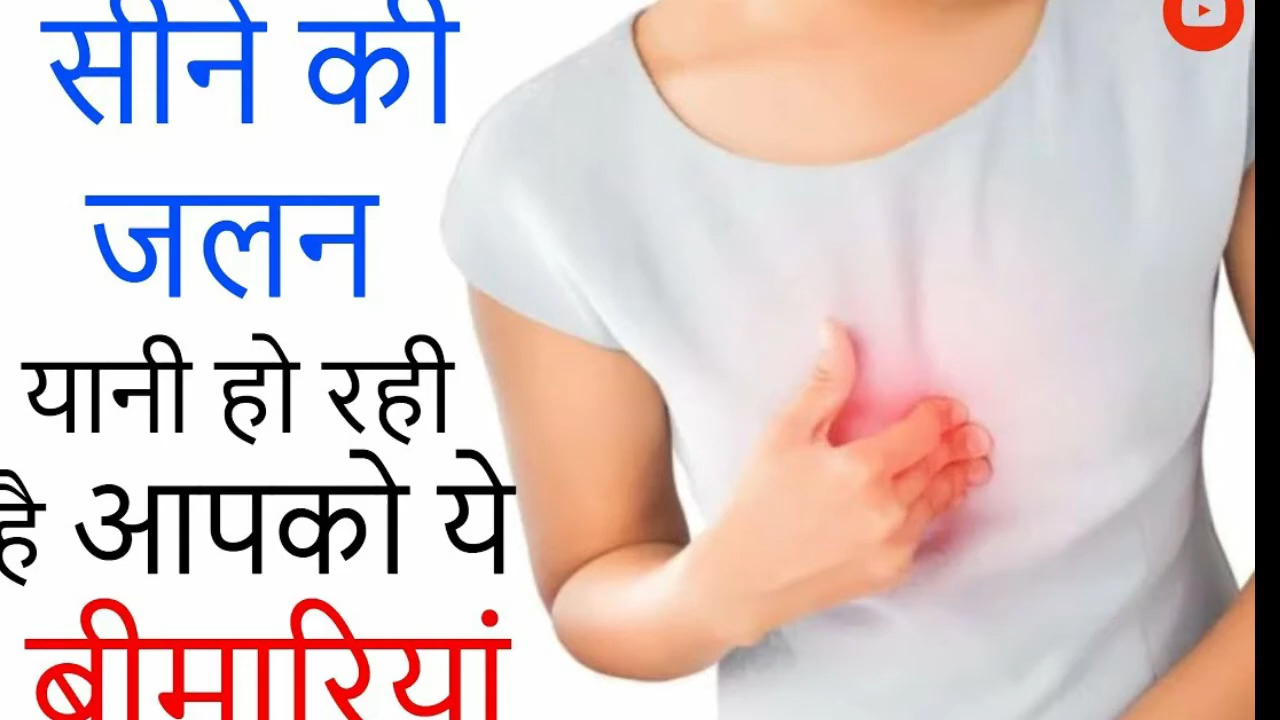 सीने की
जलन
यानी हो रही
है आपको ये
बीमारियां